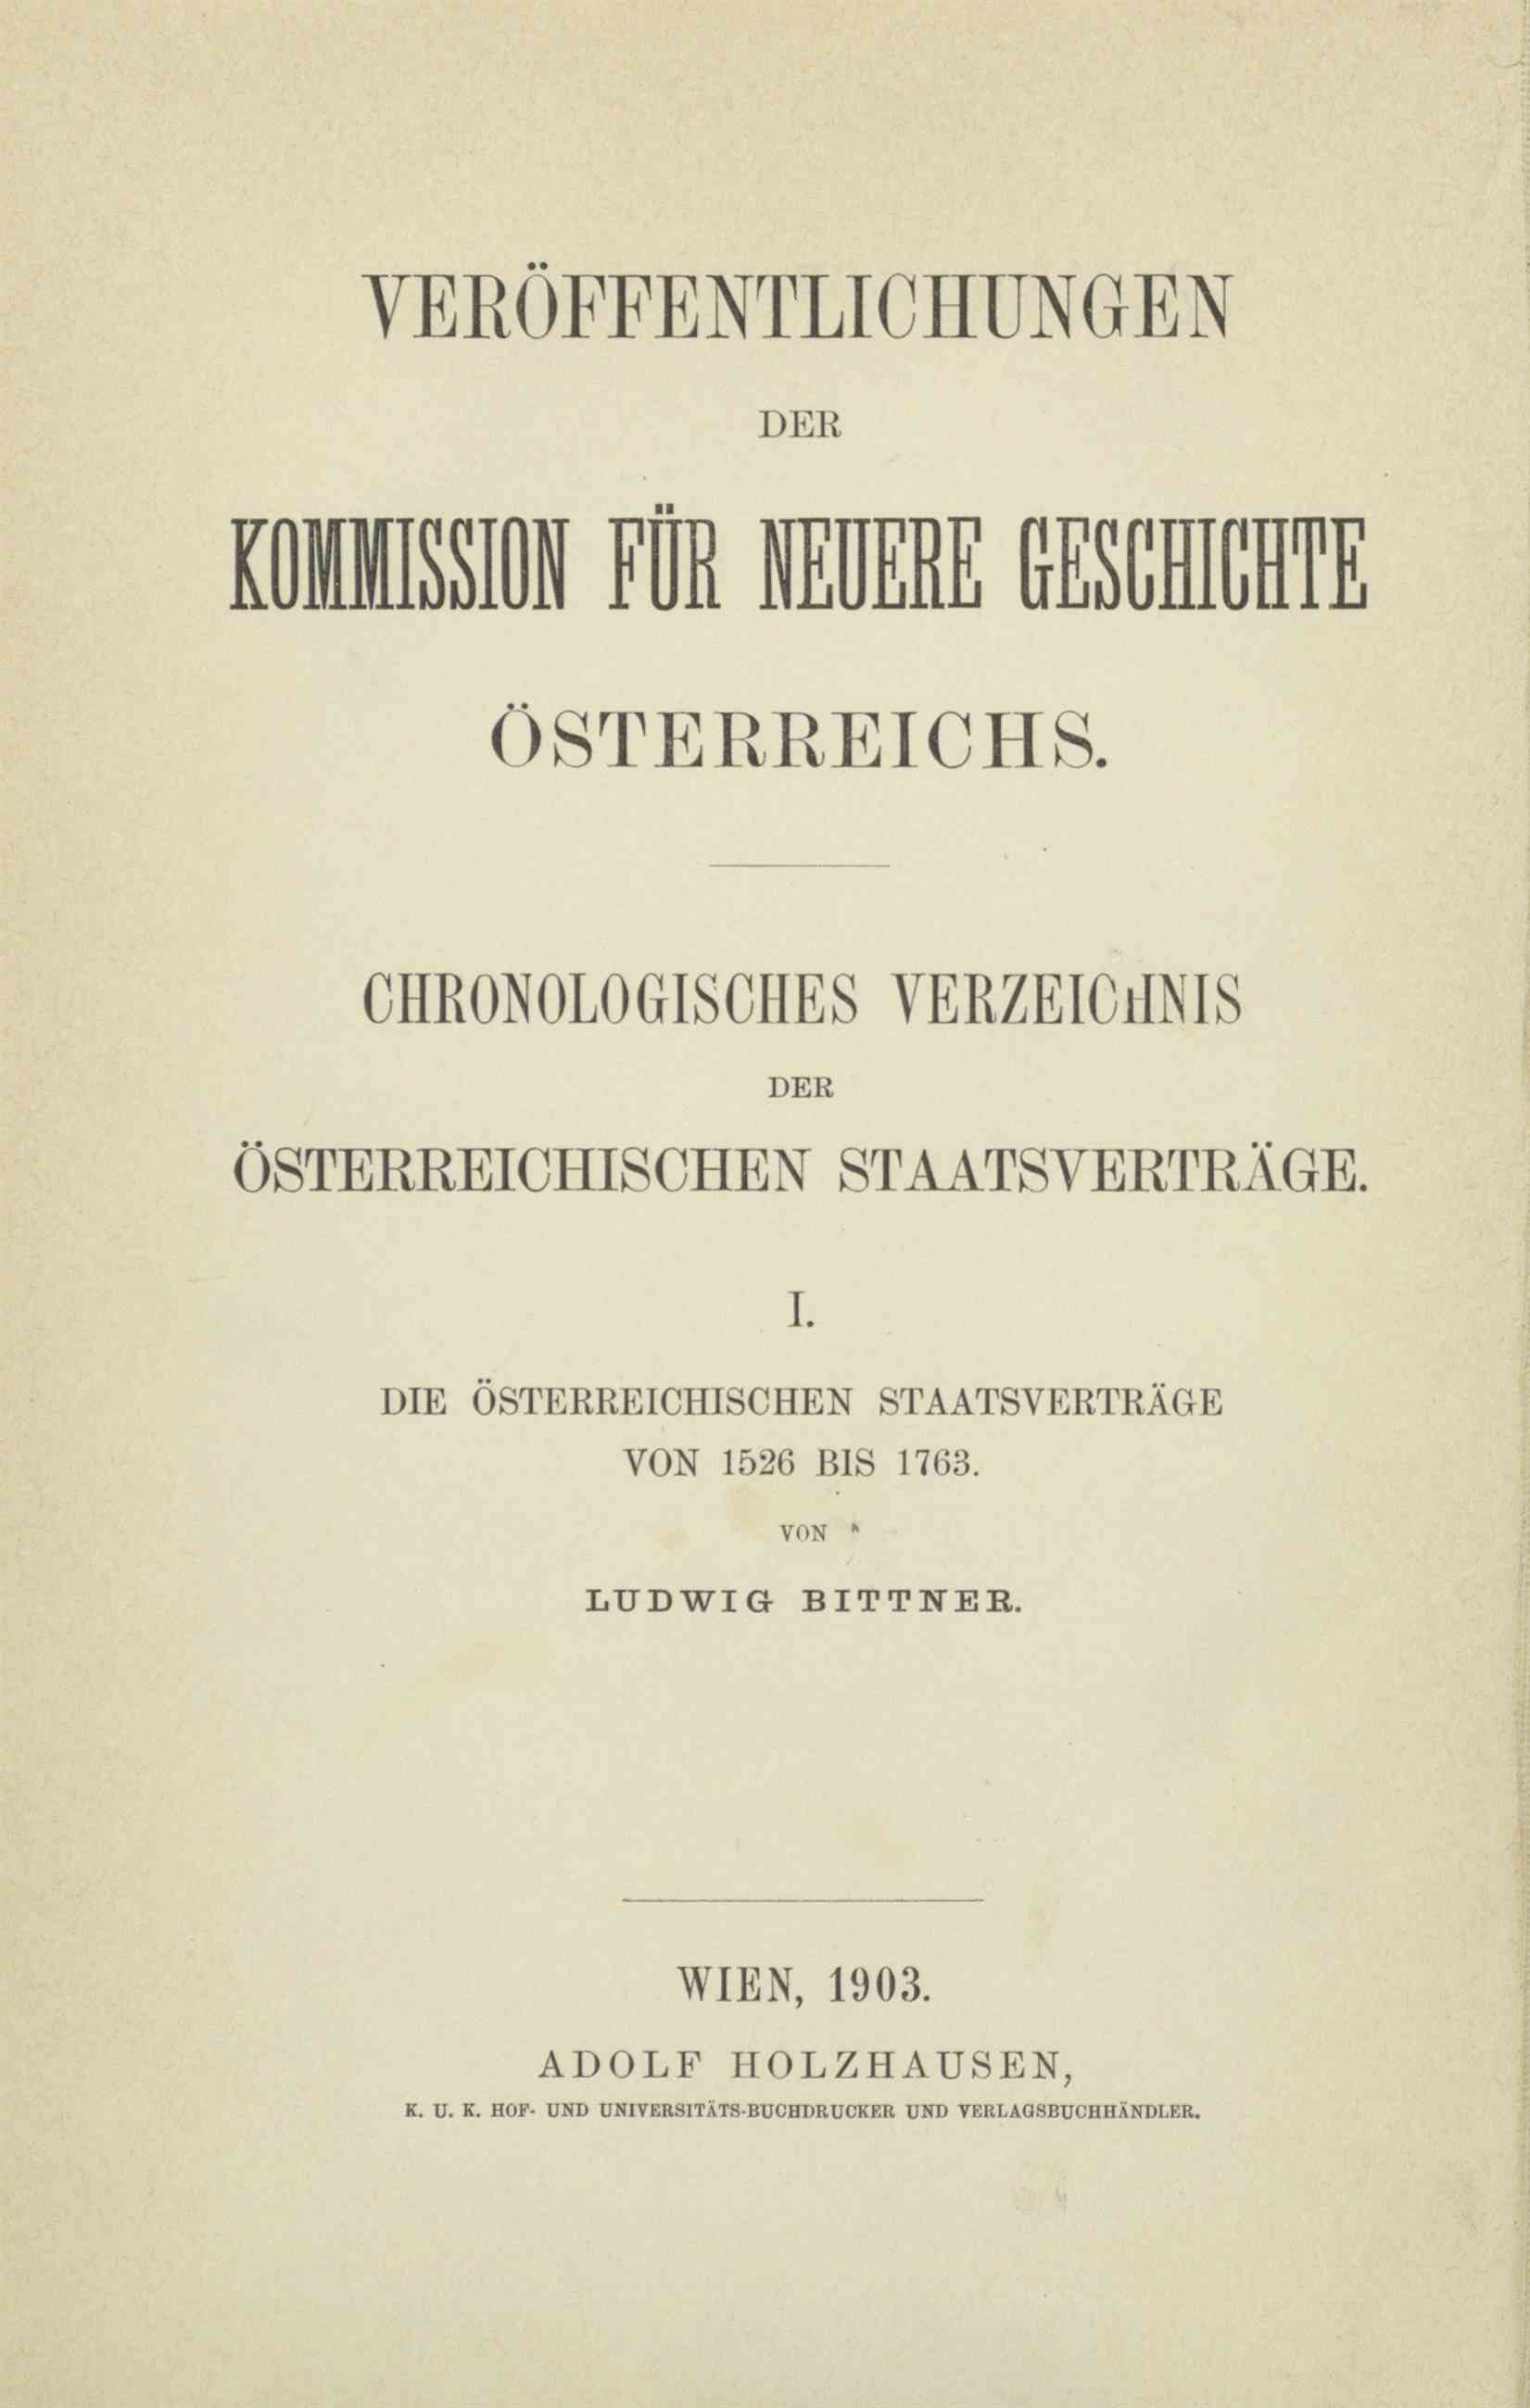 VERÖFFENTLICHUNGEN
DER
KOMMISSION FÜR NEUERE GESCHICHTE
ÖSTERREICHS.
CHRONOLOGISCHES VERZEICHNIS
DER
ÖSTERREICHISCHEN STAATSVERTRÄGE.
I.
DIE ÖSTERREICHISCHEN STAATSVERTRÄGE
VON 1526 BIS 1763.
VON
LUDWIG BITTNER.
WIEN, 1903.
ADOLF HOLZHAUSEN,
K. U. K. HOF- UND UNIVERSITÄTS-BUCHDRUCKER UND VERLAGSBUCHHÄNDLER.